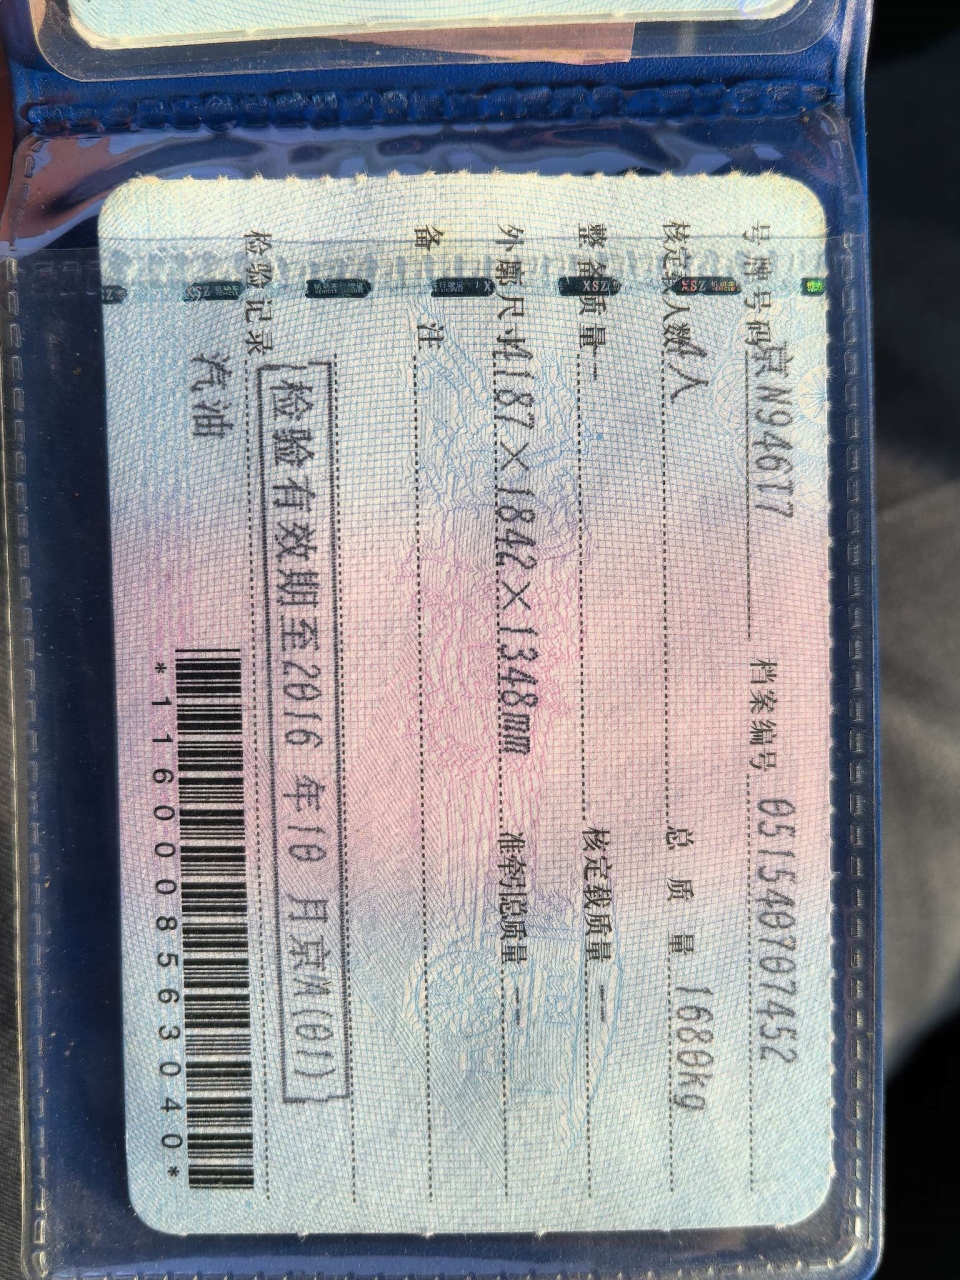 号牌号码 京N946T7 档案编号 051540707452
核定载人数 4人 总质量 1680kg
整备质量 -- 核定载质量 --
外廓尺寸 4187×1842×1348mm 准牵引总质量 --
备注
检验有效期至2016 年10 月京A(01)
检验记录
汽油 *1160008563040*